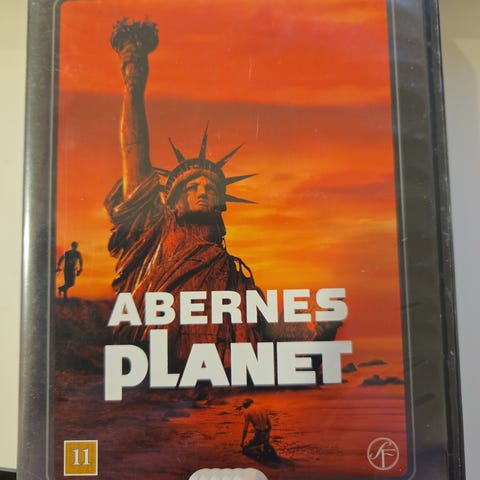 ABERNES
PLANET
11
SF